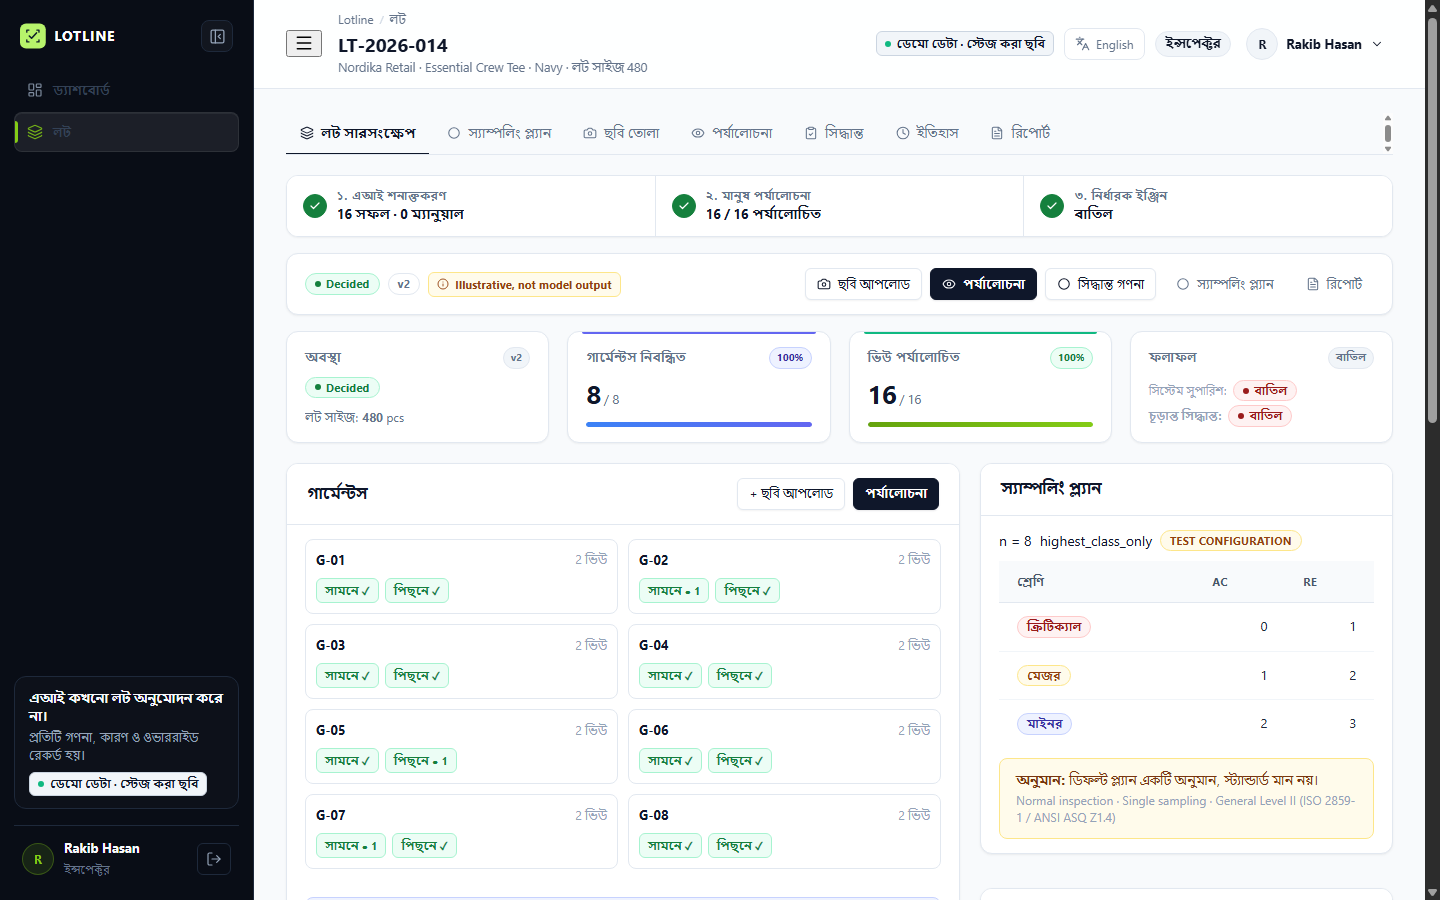 LOTLINE
ড্যাশবোর্ড
লট
এআই কখনো লট অনুমোদন করে না।
প্রতিটি গণনা, কারণ ও ওভাররাইড রেকর্ড হয়।
ডেমো ডেটা · স্টেজ করা ছবি
R
Rakib Hasan
ইন্সপেক্টর
Lotline / লট
LT-2026-014
Nordika Retail · Essential Crew Tee · Navy · লট সাইজ 480
ডেমো ডেটা · স্টেজ করা ছবি
English
ইন্সপেক্টর
R
Rakib Hasan
লট সারসংক্ষেপ
স্যাম্পলিং প্ল্যান
ছবি তোলা
পর্যালোচনা
সিদ্ধান্ত
ইতিহাস
রিপোর্ট
১. এআই শনাক্তকরণ
16 সফল · 0 ম্যানুয়াল
২. মানুষ পর্যালোচনা
16 / 16 পর্যালোচিত
৩. নির্ধারক ইঞ্জিন
বাতিল
Decided
v2
Illustrative, not model output
ছবি আপলোড
পর্যালোচনা
সিদ্ধান্ত গণনা
স্যাম্পলিং প্ল্যান
রিপোর্ট
অবস্থা
v2
Decided
লট সাইজ: 480 pcs
গার্মেন্টস নিবন্ধিত
100%
8 / 8
ভিউ পর্যালোচিত
100%
16 / 16
ফলাফল
বাতিল
সিস্টেম সুপারিশ: বাতিল
চূড়ান্ত সিদ্ধান্ত: বাতিল
গার্মেন্টস
+ ছবি আপলোড
পর্যালোচনা
G-01
2 ভিউ
সামনে ✓
পিছনে ✓
G-02
2 ভিউ
সামনে • 1
পিছনে ✓
G-03
2 ভিউ
সামনে ✓
পিছনে ✓
G-04
2 ভিউ
সামনে ✓
পিছনে ✓
G-05
2 ভিউ
সামনে ✓
পিছনে • 1
G-06
2 ভিউ
সামনে ✓
পিছনে ✓
G-07
2 ভিউ
সামনে • 1
পিছনে ✓
G-08
2 ভিউ
সামনে ✓
পিছনে ✓
স্যাম্পলিং প্ল্যান
n = 8 highest_class_only TEST CONFIGURATION
শ্রেণি AC RE
ক্রিটিক্যাল 0 1
মেজর 1 2
মাইনর 2 3
অনুমান: ডিফল্ট প্ল্যান একটি অনুমান, স্ট্যান্ডার্ড মান নয়।
Normal inspection · Single sampling · General Level II (ISO 2859-
1 / ANSI ASQ Z1.4)